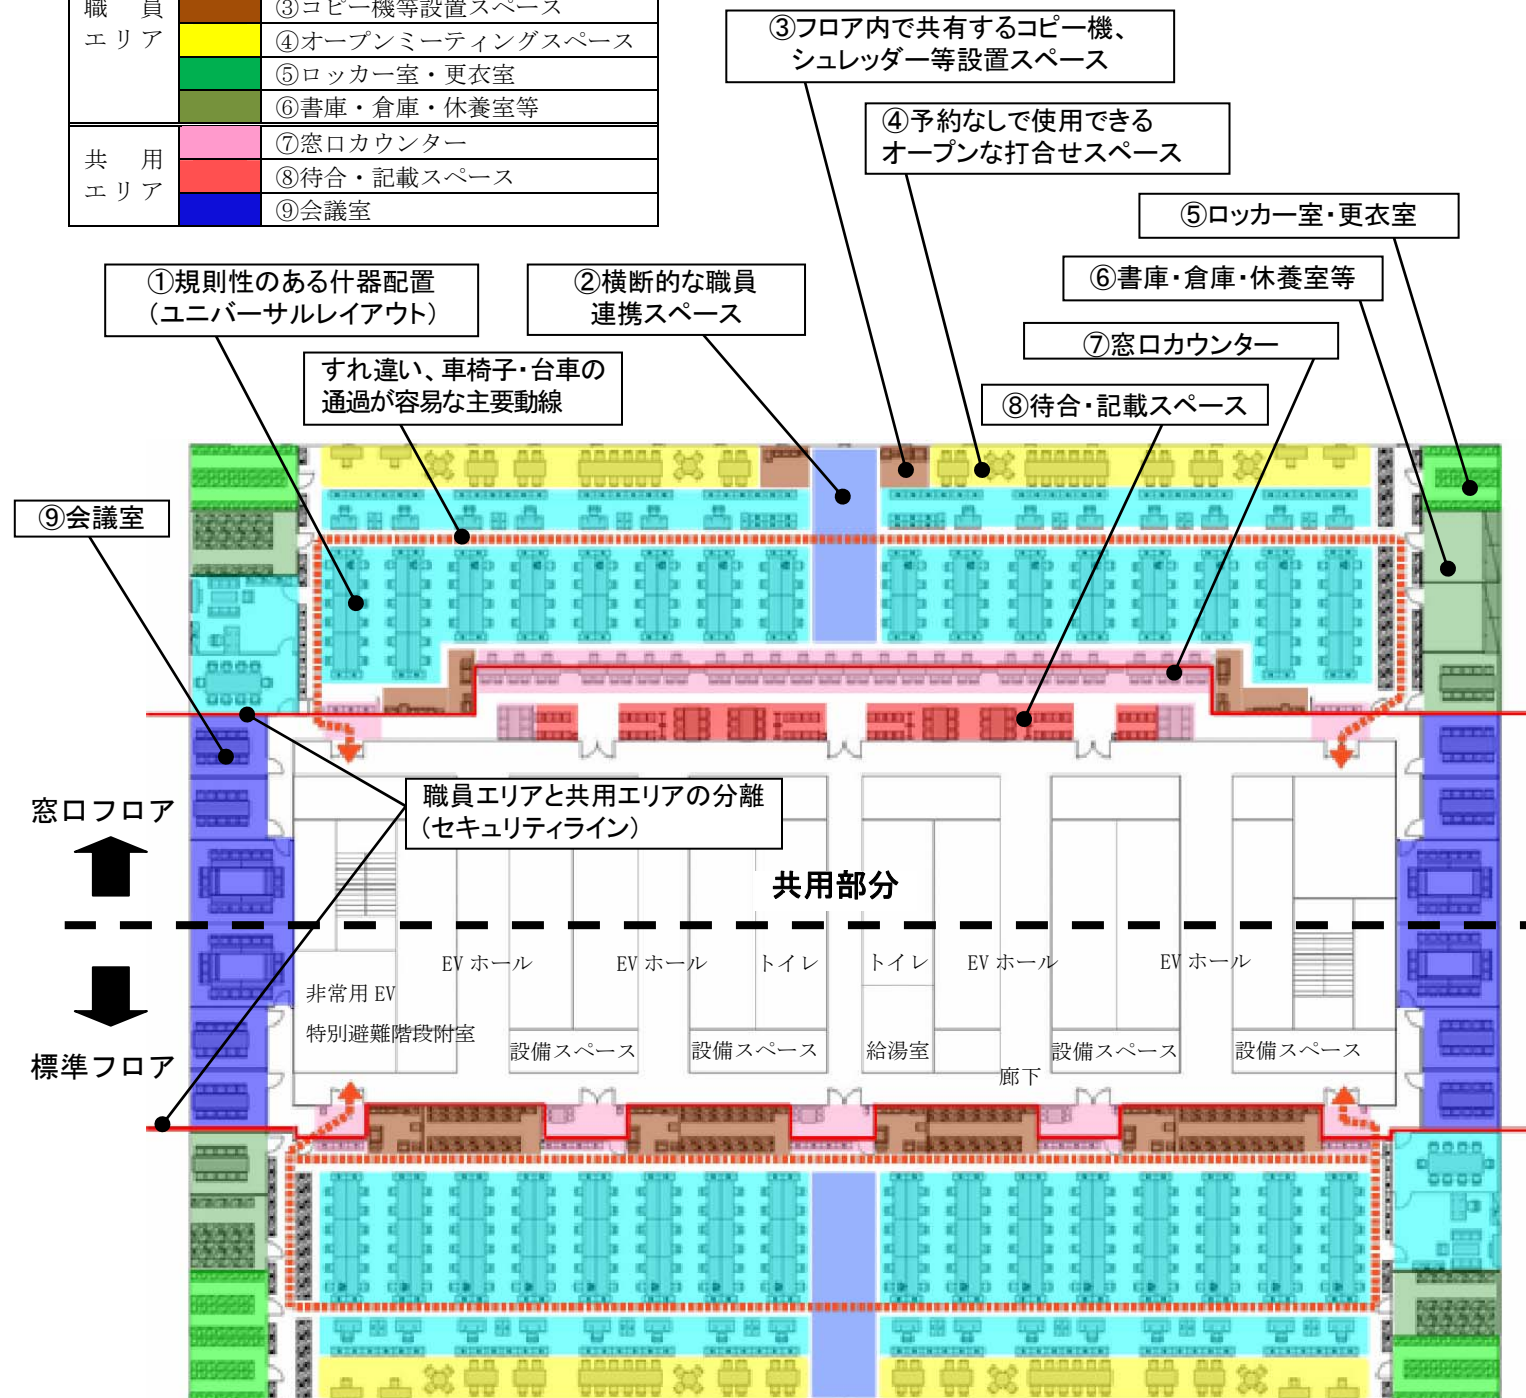 職員
エリア
③コピー機等設置スペース
④オープンミーティングスペース
⑤ロッカー室・更衣室
⑥書庫・倉庫・休養室等
共用
エリア
⑦窓口カウンター
⑧待合・記載スペース
⑨会議室
③フロア内で共有するコピー機、
シュレッダー等設置スペース
④予約なしで使用できる
オープンな打合せスペース
⑤ロッカー室・更衣室
①規則性のある什器配置
（ユニバーサルレイアウト）
②横断的な職員
連携スペース
⑥書庫・倉庫・休養室等
⑦窓口カウンター
すれ違い、車椅子・台車の
通過が容易な主要動線
⑧待合・記載スペース
⑨会議室
職員エリアと共用エリアの分離
（セキュリティライン）
窓口フロア
共用部分
標準フロア
EVホール
EVホール
トイレ
トイレ
EVホール
EVホール
非常用EV
特別避難階段附室
設備スペース
設備スペース
給湯室
設備スペース
設備スペース
廊下